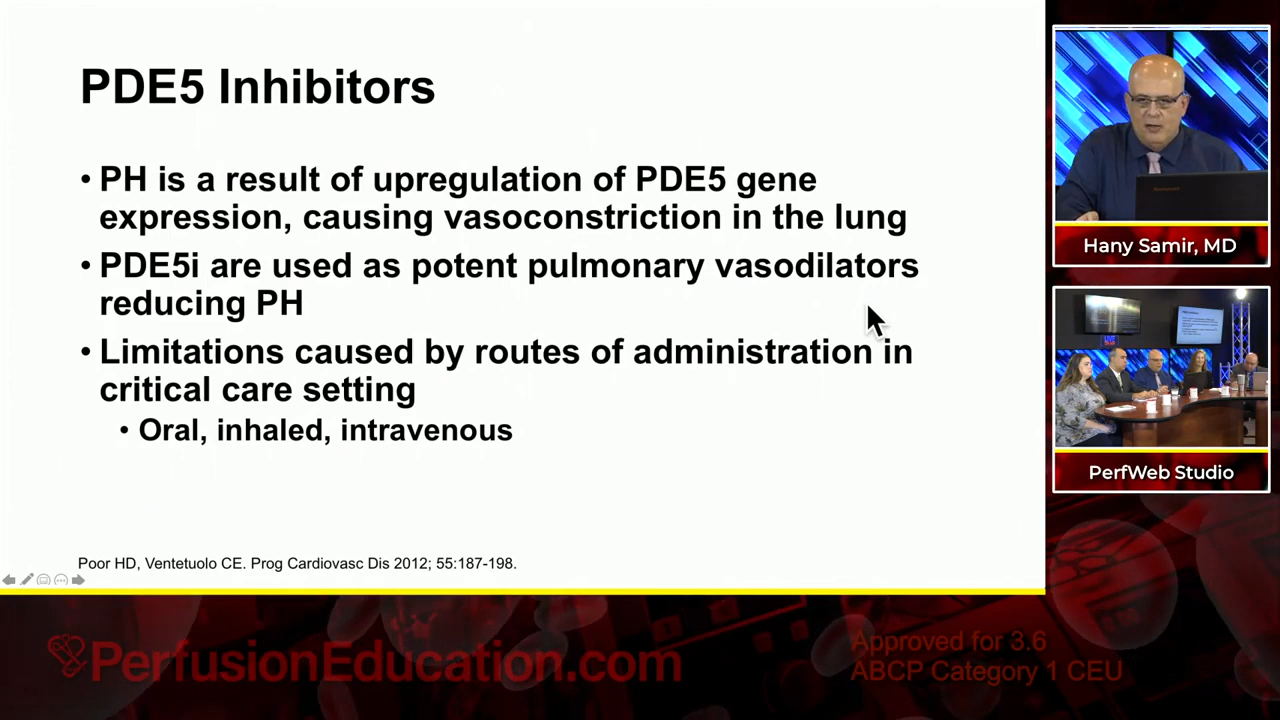 PDE5 Inhibitors
• PH is a result of upregulation of PDE5 gene
expression, causing vasoconstriction in the lung
• PDE5i are used as potent pulmonary vasodilators
reducing PH
• Limitations caused by routes of administration in
critical care setting
• Oral, inhaled, intravenous
Poor HD, Ventetuolo CE. Prog Cardiovasc Dis 2012; 55:187-198.
Hany Samir, MD
PerfWeb Studio
PerfusionEducation.com
Approved for 3.6
ABCP Category 1 CEU